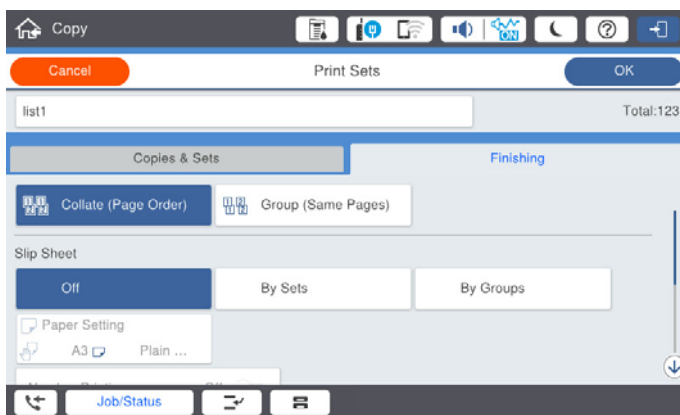 Copy
ON
Cancel
Print Sets
OK
list1
Total:123
Copies & Sets
Finishing
Collate (Page Order)
Group (Same Pages)
Slip Sheet
Off
By Sets
By Groups
Paper Setting
A3
Plain ...
Job/Status